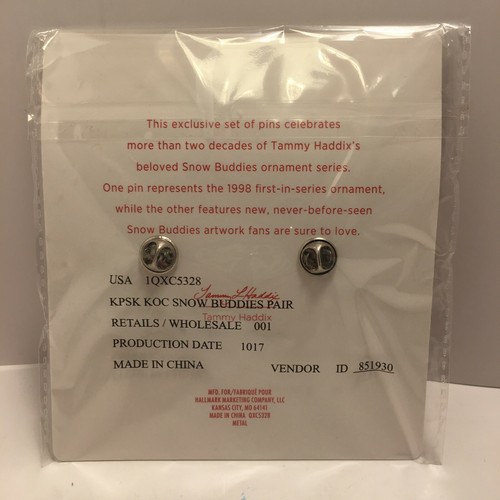 This exclusive set of pins celebrates
more than two decades of Tammy Haddix's
beloved Snow Buddies ornament series.
One pin represents the 1998 first-in-series ornament,
while the other features new, never-before-seen
Snow Buddies artwork fans are sure to love.
USA 1QXC5328
Tammy L Haddix
KPSK KOC SNOW BUDDIES PAIR
Tammy Haddix
RETAILS / WHOLESALE 001
PRODUCTION DATE 1017
MADE IN CHINA VENDOR ID 851930
MFD. FOR/FABRIQUÉ POUR
HALLMARK MARKETING COMPANY, LLC
KANSAS CITY, MO 64141
MADE IN CHINA QXC5328
METAL